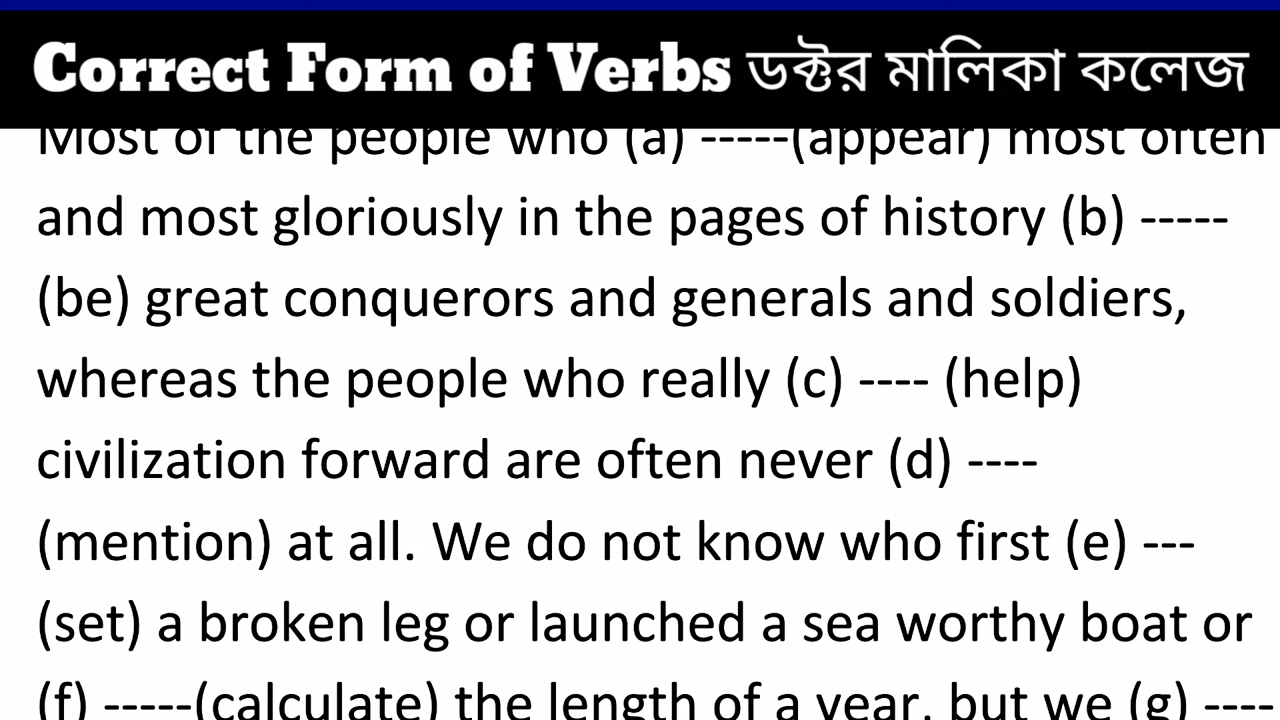 Correct Form of Verbs ডক্টর মালিকা কলেজ
Most of the people who (a) -----(appear) most often
and most gloriously in the pages of history (b) -----
(be) great conquerors and generals and soldiers,
whereas the people who really (c) ---- (help)
civilization forward are often never (d) ----
(mention) at all. We do not know who first (e) ---
(set) a broken leg or launched a sea worthy boat or
(f) -----(calculate) the length of a year, but we (g) ----